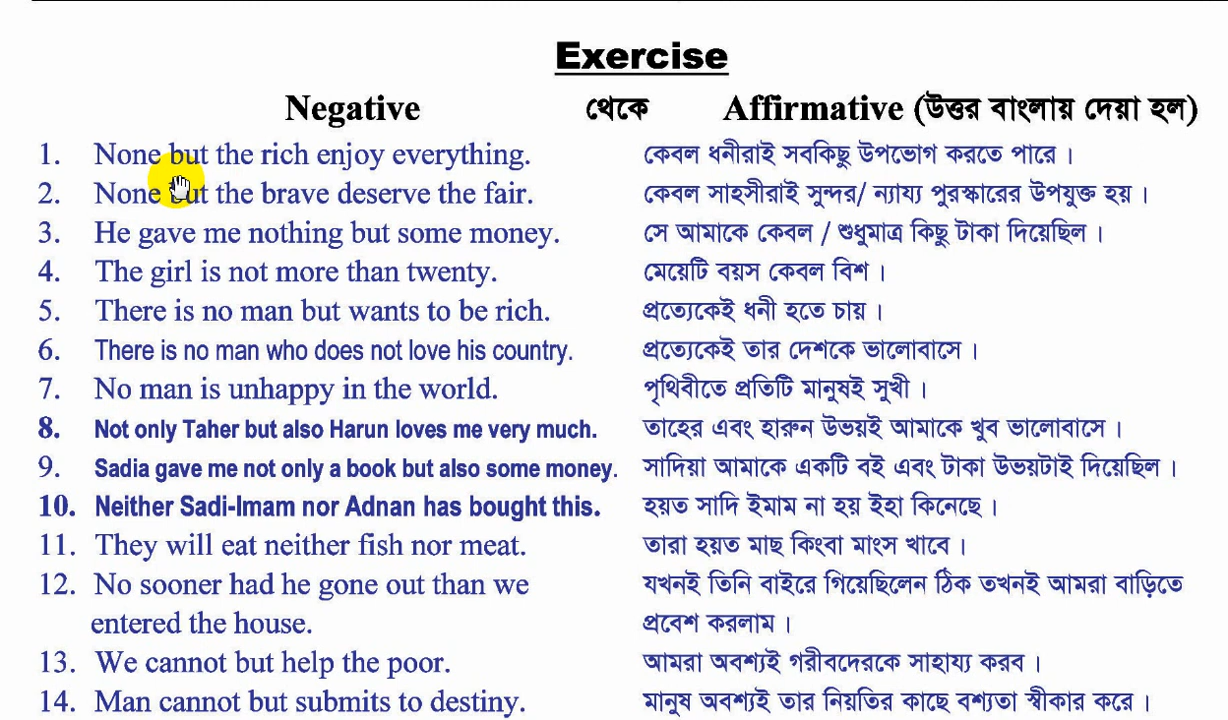 Exercise
Negative থেকে Affirmative (উত্তর বাংলায় দেয়া হল)
1. None but the rich enjoy everything. কেবল ধনীরাই সবকিছু উপভোগ করতে পারে ।
2. None but the brave deserve the fair. কেবল সাহসীরাই সুন্দর/ ন্যায্য পুরস্কারের উপযুক্ত হয় ।
3. He gave me nothing but some money. সে আমাকে কেবল / শুধুমাত্র কিছু টাকা দিয়েছিল ।
4. The girl is not more than twenty. মেয়েটি বয়স কেবল বিশ ।
5. There is no man but wants to be rich. প্রত্যেকেই ধনী হতে চায় ।
6. There is no man who does not love his country. প্রত্যেকেই তার দেশকে ভালোবাসে ।
7. No man is unhappy in the world. পৃথিবীতে প্রতিটি মানুষই সুখী ।
8. Not only Taher but also Harun loves me very much. তাহের এবং হারুন উভয়ই আমাকে খুব ভালোবাসে ।
9. Sadia gave me not only a book but also some money. সাদিয়া আমাকে একটি বই এবং টাকা উভয়টাই দিয়েছিল ।
10. Neither Sadi-Imam nor Adnan has bought this. হয়ত সাদি ইমাম না হয় ইহা কিনেছে ।
11. They will eat neither fish nor meat. তারা হয়ত মাছ কিংবা মাংস খাবে ।
12. No sooner had he gone out than we যখনই তিনি বাইরে গিয়েছিলেন ঠিক তখনই আমরা বাড়িতে
entered the house. প্রবেশ করলাম ।
13. We cannot but help the poor. আমরা অবশ্যই গরীবদেরকে সাহায্য করব ।
14. Man cannot but submits to destiny. মানুষ অবশ্যই তার নিয়তির কাছে বশ্যতা স্বীকার করে ।